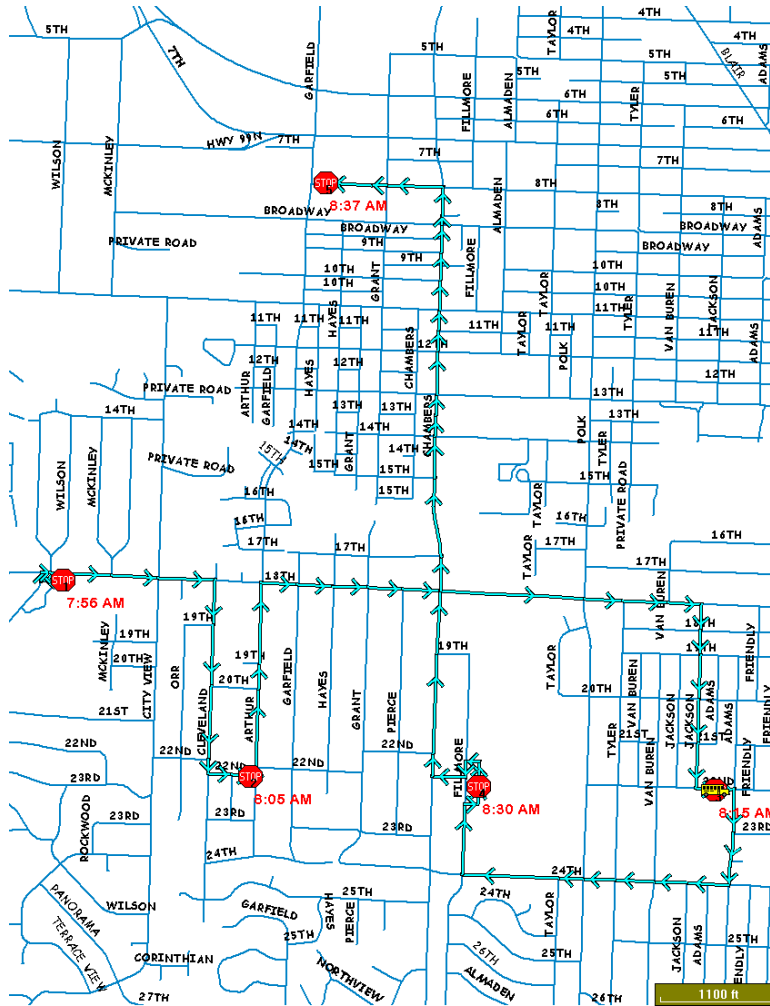 4TH
5TH
TAYLOR
4TH
4TH
ADAMS
7TH
GARFIELD
5TH
5TH
BLAIR
5TH
5TH
FILLMORE
ALMADEN
6TH
TYLER
6TH
6TH
HWY 99N
7TH
WILSON
MCKINLEY
7TH
7TH
STOP
8TH
8:37 AM
ALMADEN
8TH
8TH
ADAMS
BROADWAY
BROADWAY
BROADWAY
BROADWAY
PRIVATE ROAD
9TH
9TH
FILLMORE
10TH
GRANT
10TH
10TH
TAYLOR
10TH
VAN BUREN
JACKSON
11TH
TYLER
11TH
11TH
HAYES
11TH
11TH
TAYLOR
11TH
11TH
ADAMS
CHAMBERS
12TH
POLK
12TH
12TH
HAYES
12TH
PRIVATE ROAD
ARTHUR
GARFIELD
13TH
14TH
13TH
13TH
CHAMBERS
13TH
POLK
14TH
14TH
15TH
14TH
14TH
GRANT
TYLER
PRIVATE ROAD
15TH
15TH
15TH
PRIVATE ROAD
WILSON
MCKINLEY
16TH
15TH
TAYLOR
16TH
16TH
16TH
17TH
17TH
TAYLOR
17TH
17TH
STOP
18TH
7:56 AM
VAN BUREN
19TH
19TH
MCKINLEY
20TH
CITY VIEW
ORR
19TH
19TH
FRIENDLY
20TH
GARFIELD
HAYES
GRANT
PIERCE
TAYLOR
20TH
VAN BUREN
JACKSON
JACKSON
ADAMS
ADAMS
FRIENDLY
21ST
CLEVELAND
ARTHUR
TYLER
21ST
21ST
22ND
22ND
22ND
22ND
22ND
FILLMORE
VAN BUREN
FRIENDLY
23RD
STOP
STOP
8:05 AM
8:30 AM
8:15 AM
ROCKWOOD
23RD
23RD
23RD
23RD
24TH
24TH
PANORAMA
TERRACE VIEW
WILSON
GARFIELD
HAYES
25TH
PIERCE
24TH
TAYLOR
25TH
26TH
25TH
JACKSON
ADAMS
25TH
CORINTHIAN
NORTHVIEW
ALMADEN
27TH
26TH
1100 ft